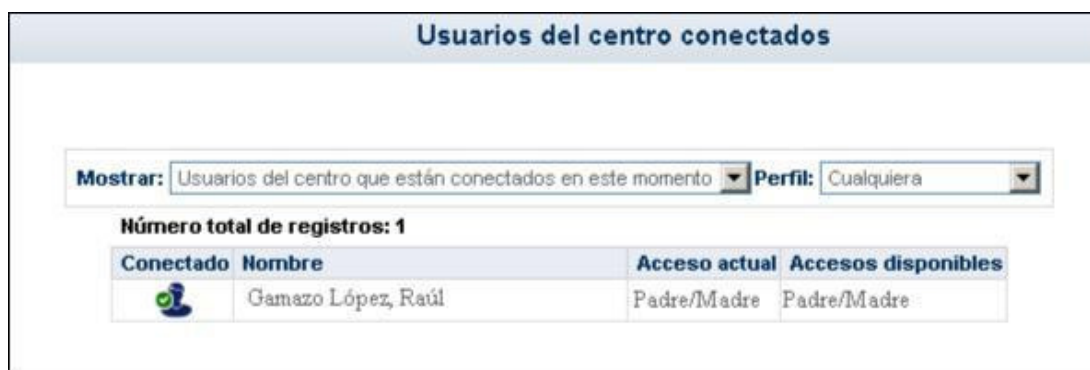 Usuarios del centro conectados
Mostrar: Usuarios del centro que están conectados en este momento Perfil: Cualquiera
Número total de registros: 1
Conectado Nombre Acceso actual Accesos disponibles
Gamazo López, Raúl Padre/Madre Padre/Madre